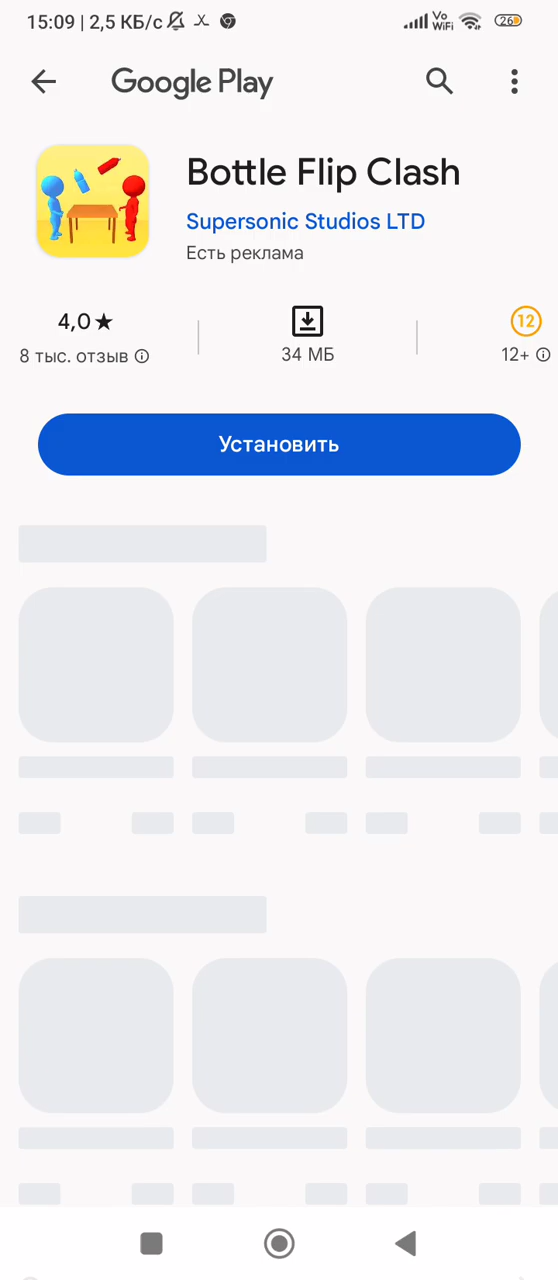 15:09 | 2,5 КБ/с Vo WiFi 26
Google Play
Bottle Flip Clash
Supersonic Studios LTD
Есть реклама
4,0★ 12
8 тыс. отзыв 34 МБ 12+
Установить